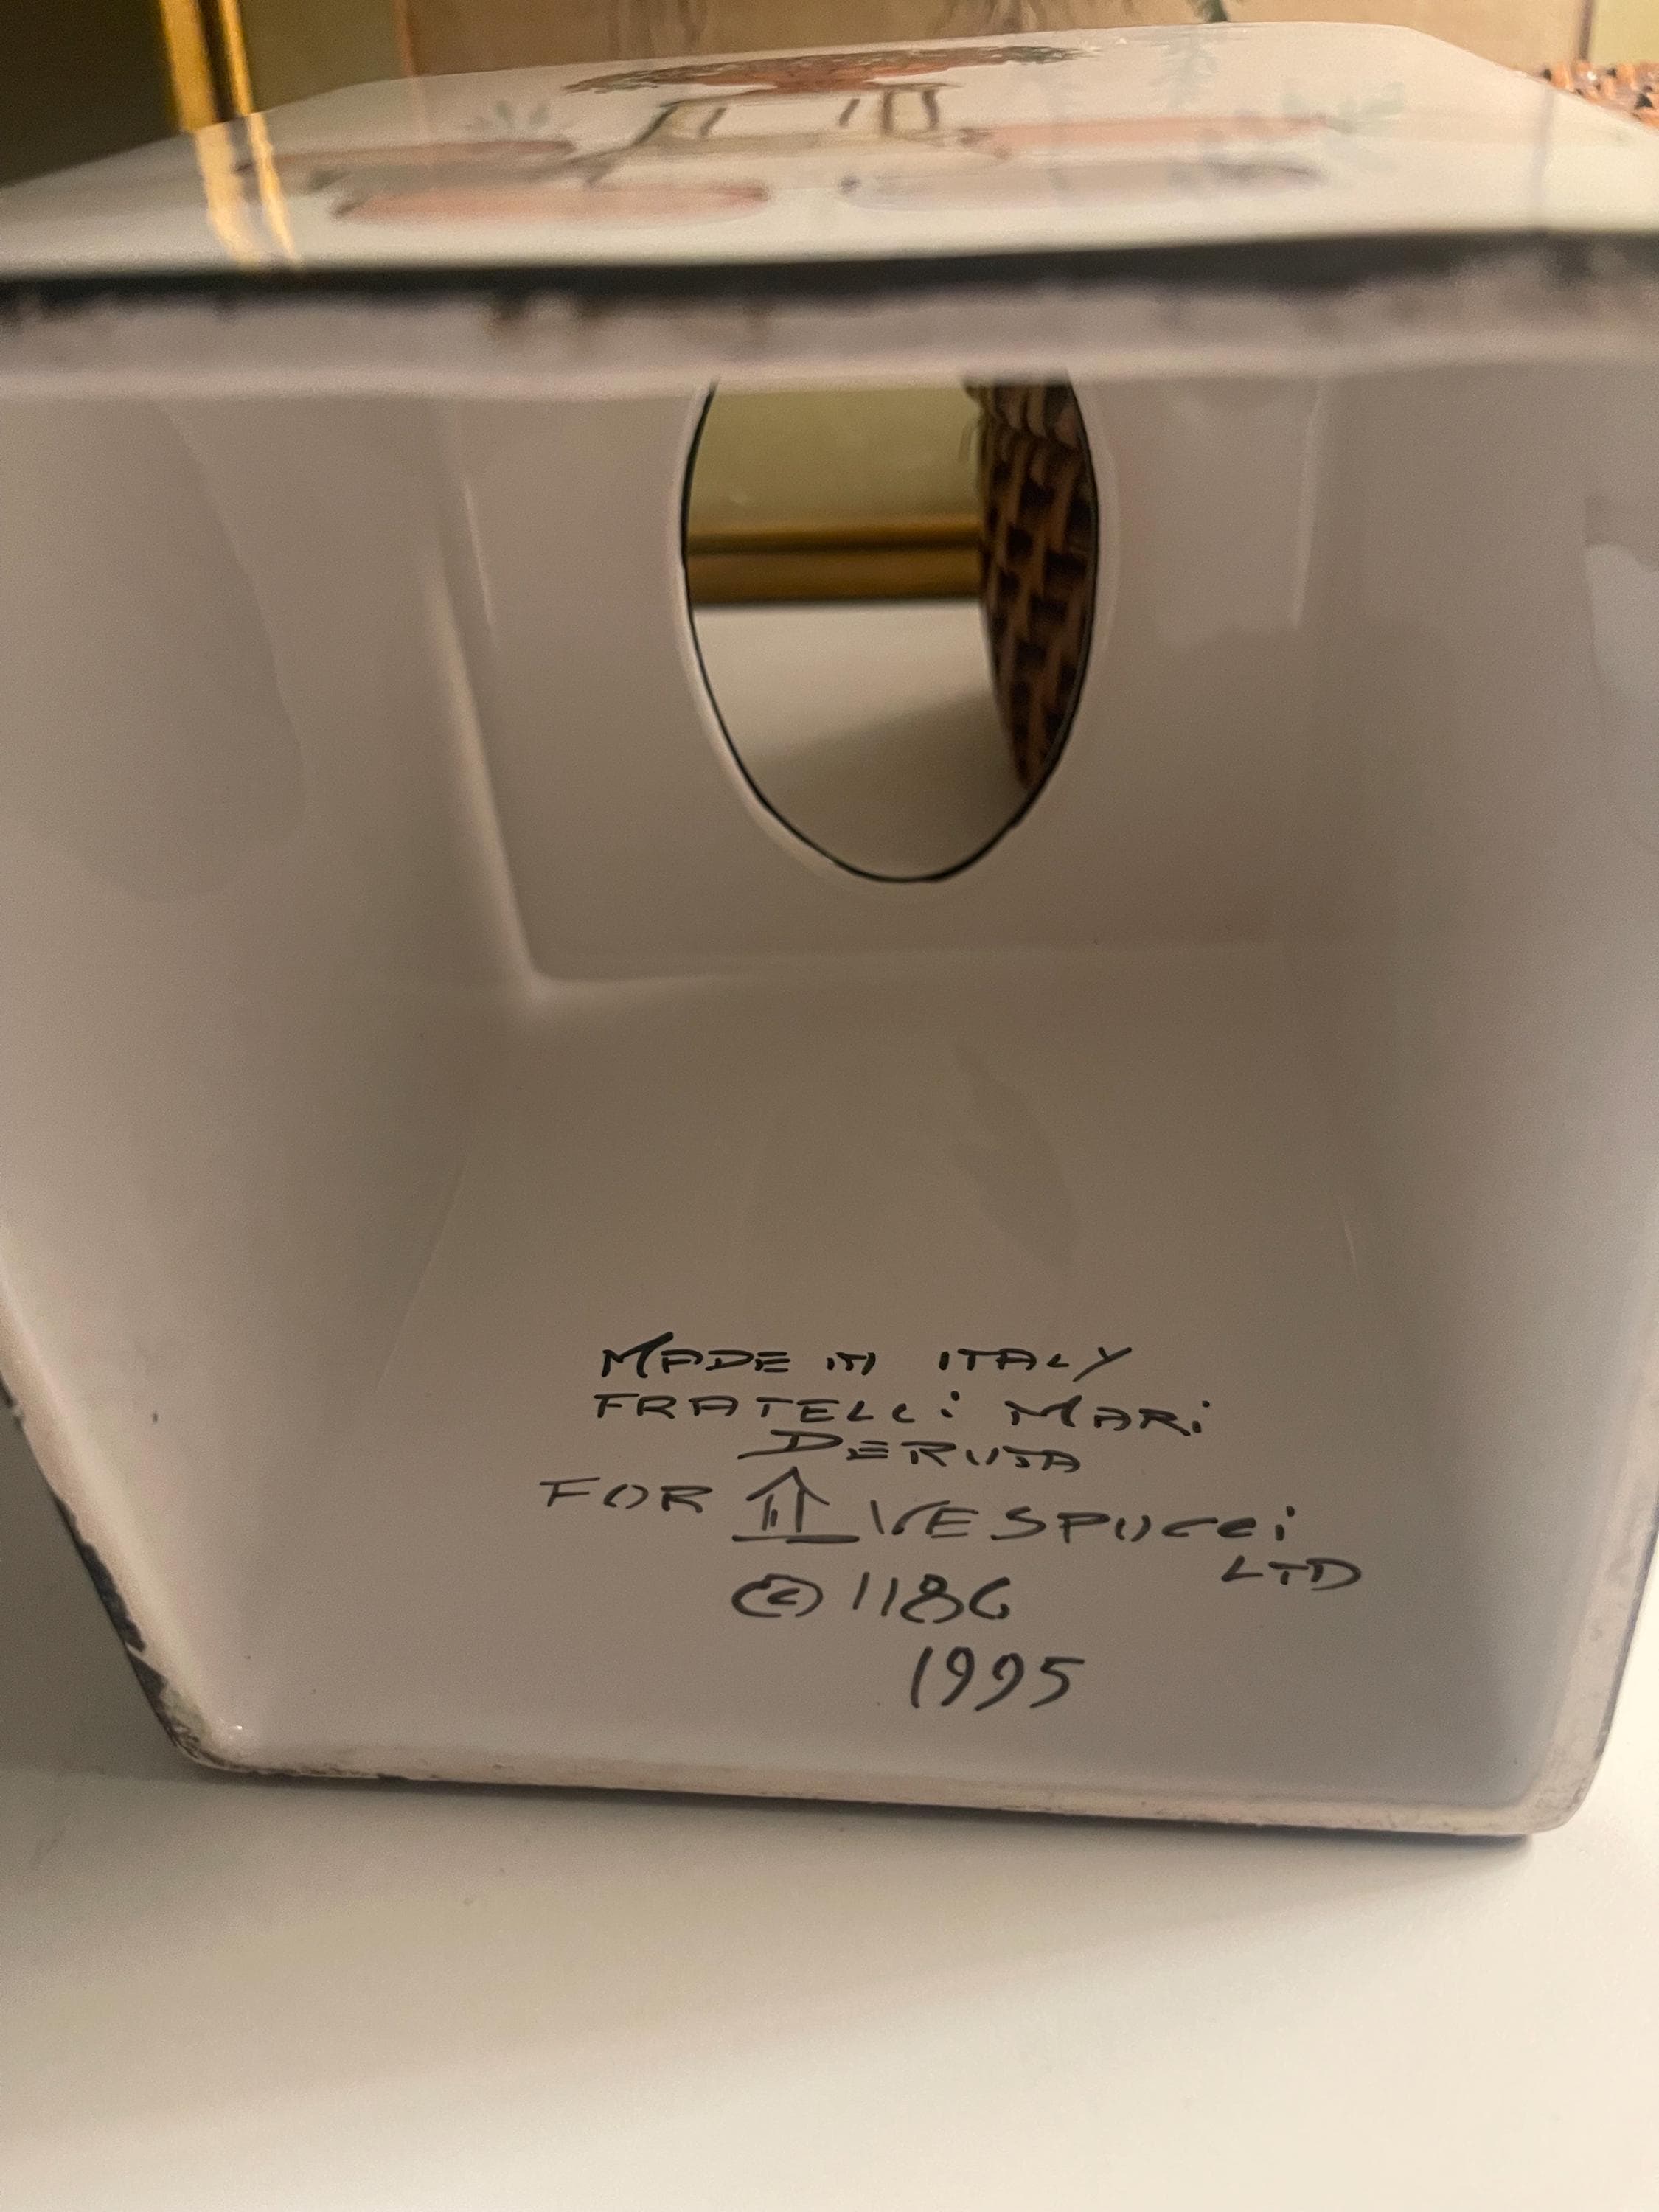 MADE IN ITALY
FRATELLi MARi
DERUTA
FOR VESPUCCi
LTD
© 1186
1995